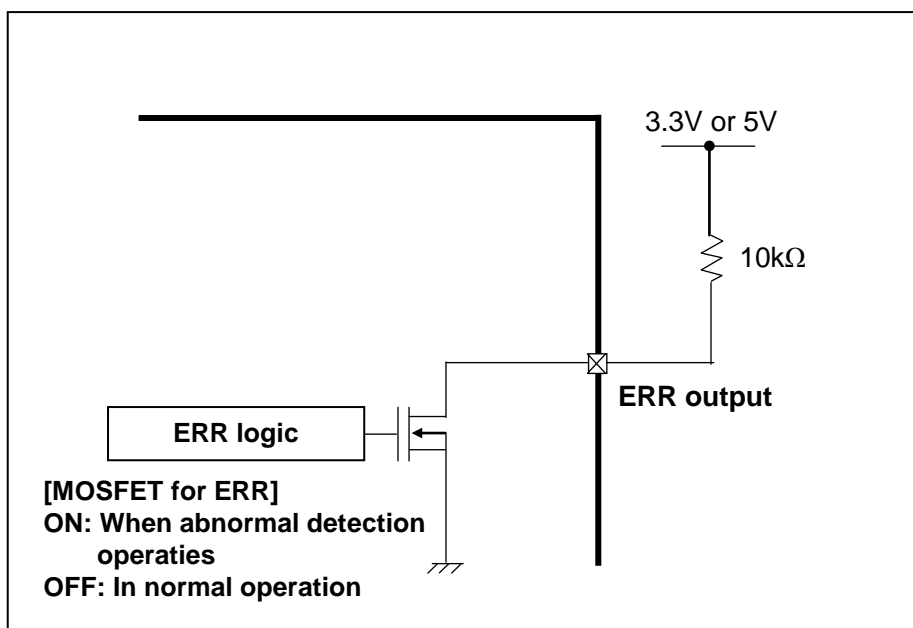 3.3V or 5V
10kΩ
ERR output
ERR logic
[MOSFET for ERR]
ON: When abnormal detection
operaties
OFF: In normal operation